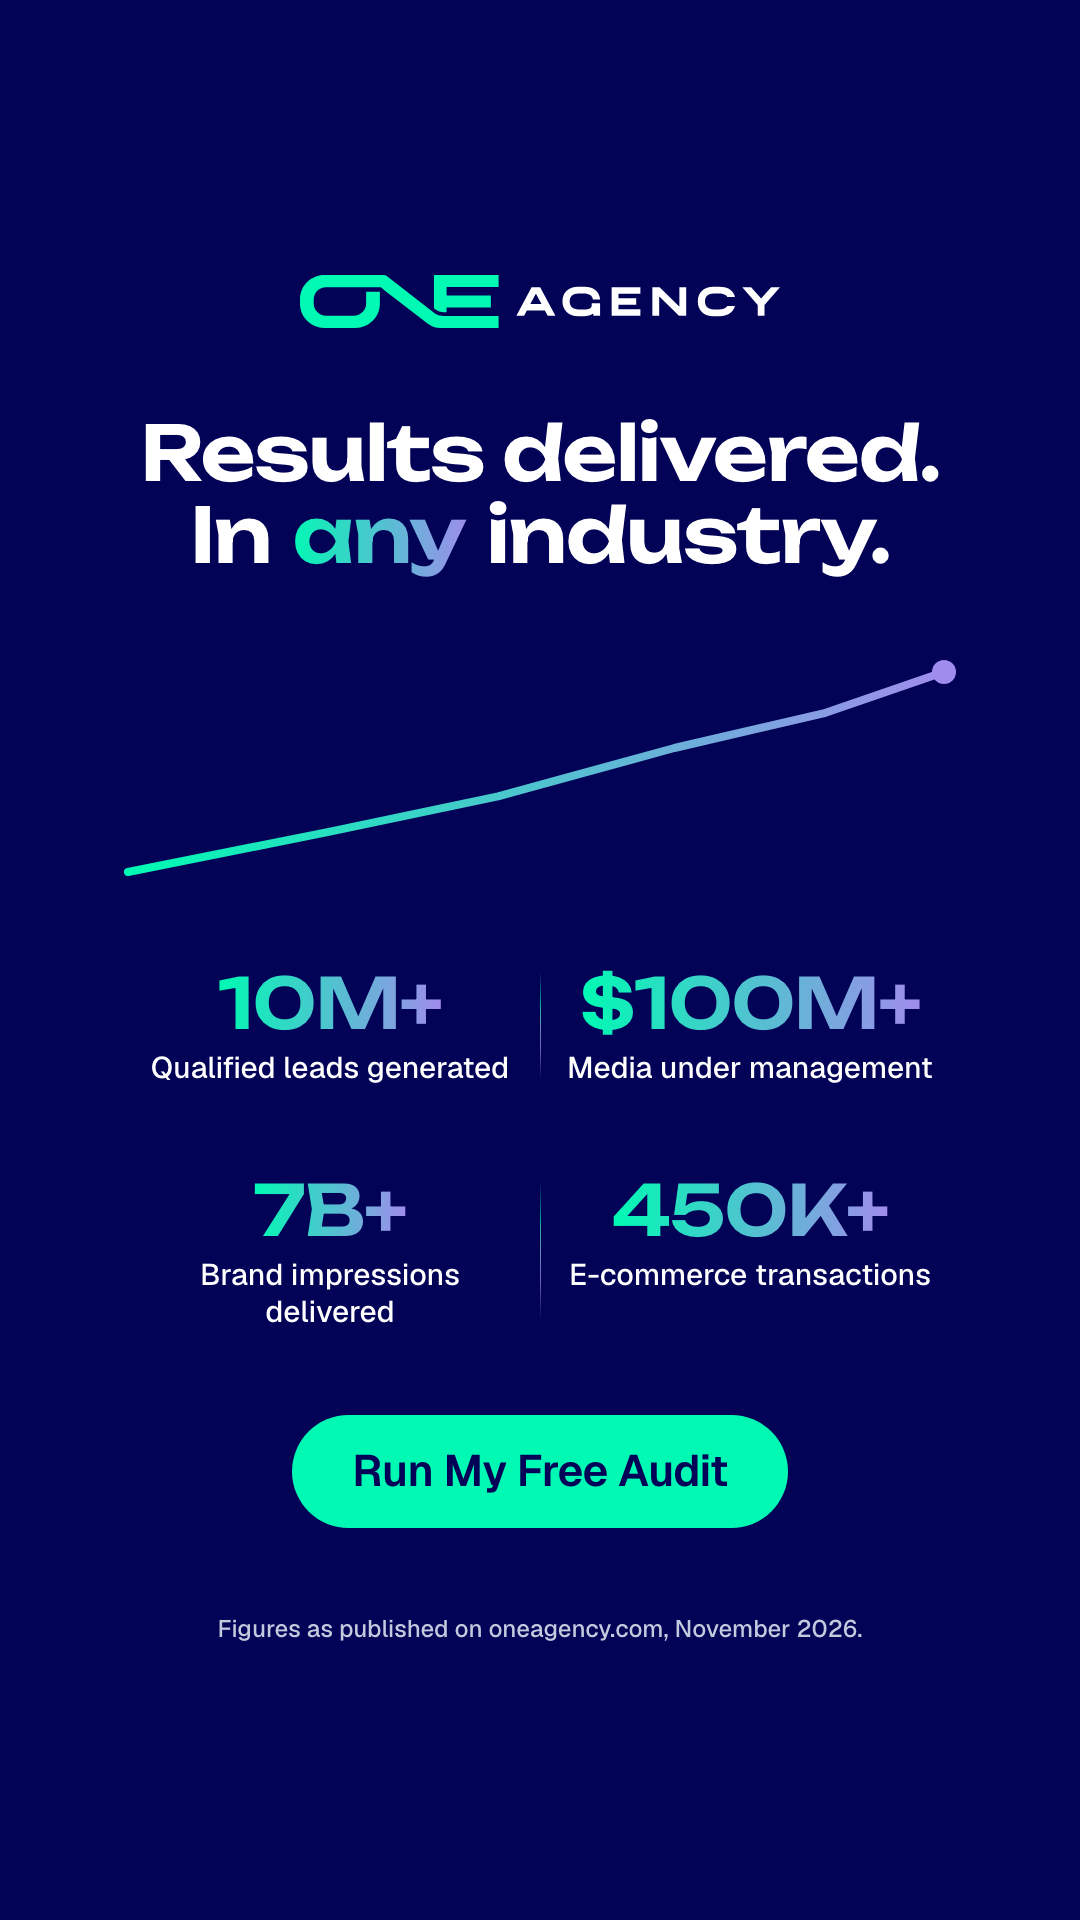 ONE AGENCY
Results delivered.
In any industry.
10M+
Qualified leads generated
$100M+
Media under management
7B+
Brand impressions
delivered
450K+
E-commerce transactions
Run My Free Audit
Figures as published on oneagency.com, November 2026.